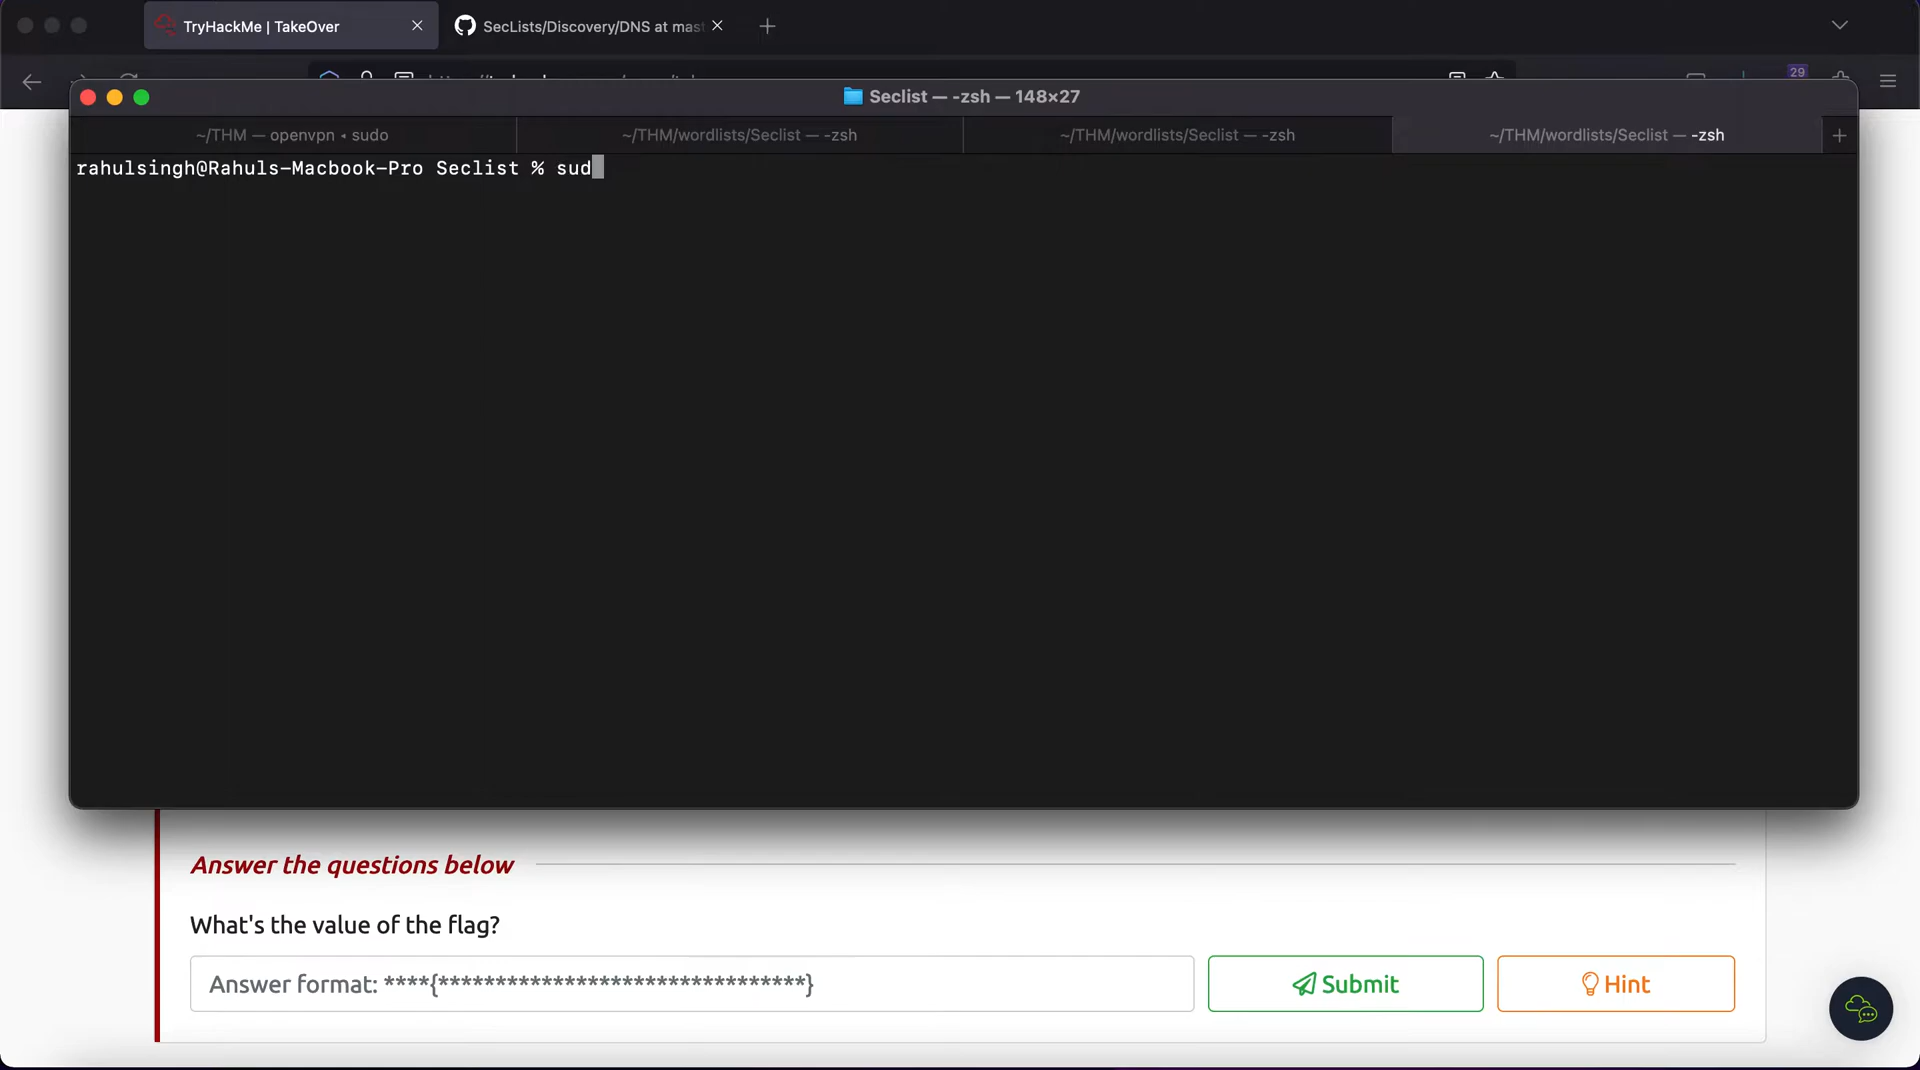 TryHackMe | TakeOver
SecLists/Discovery/DNS at mast
29
Seclist — -zsh — 148×27
~/THM — openvpn ◂ sudo
~/THM/wordlists/Seclist — -zsh
~/THM/wordlists/Seclist — -zsh
~/THM/wordlists/Seclist — -zsh
rahulsingh@Rahuls-Macbook-Pro Seclist % sud
Answer the questions below
What's the value of the flag?
Answer format: ****{********************************}
Submit
Hint